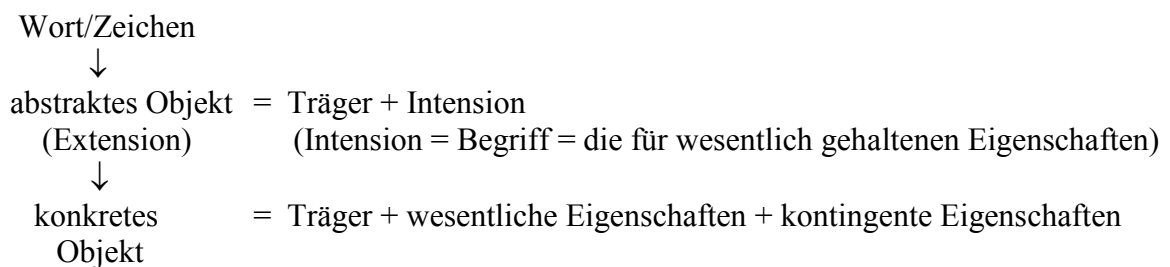 Wort/Zeichen
↓
abstraktes Objekt = Träger + Intension
(Extension) (Intension = Begriff = die für wesentlich gehaltenen Eigenschaften)
↓
konkretes = Träger + wesentliche Eigenschaften + kontingente Eigenschaften
Objekt